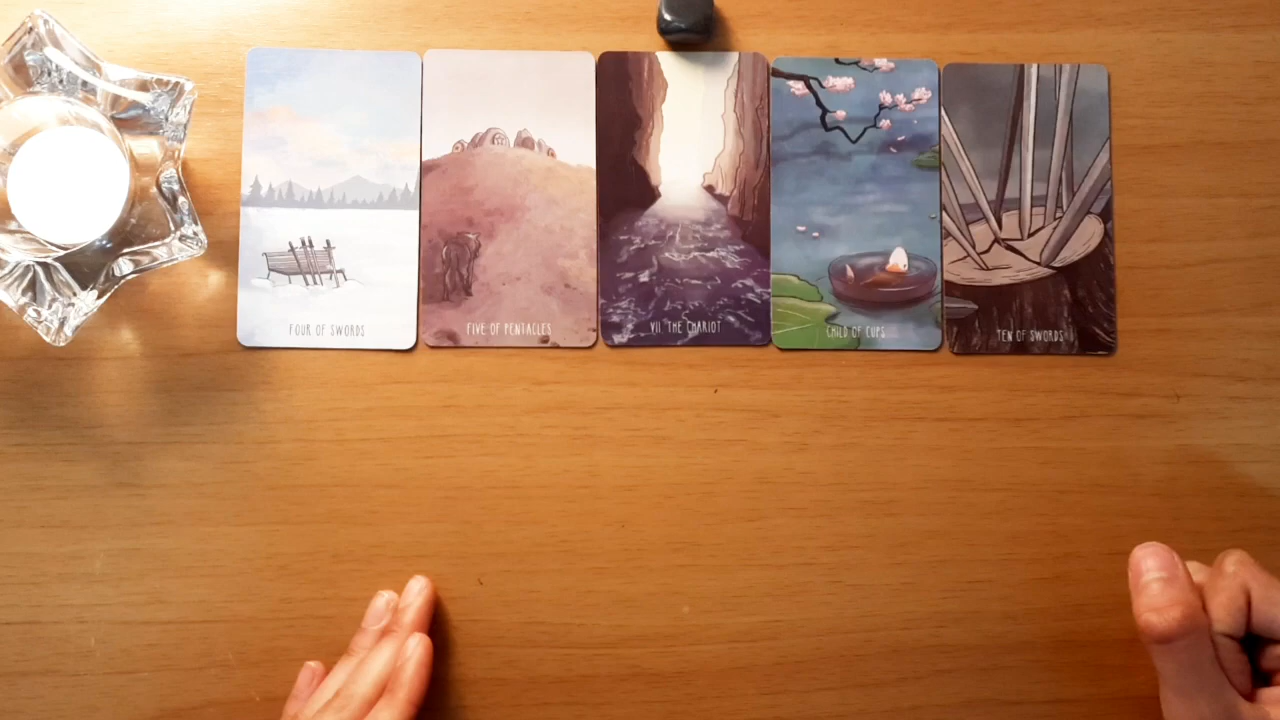 FOUR OF SWORDS
FIVE OF PENTACLES
VII. THE CHARIOT
CHILD OF CUPS
TEN OF SWORDS